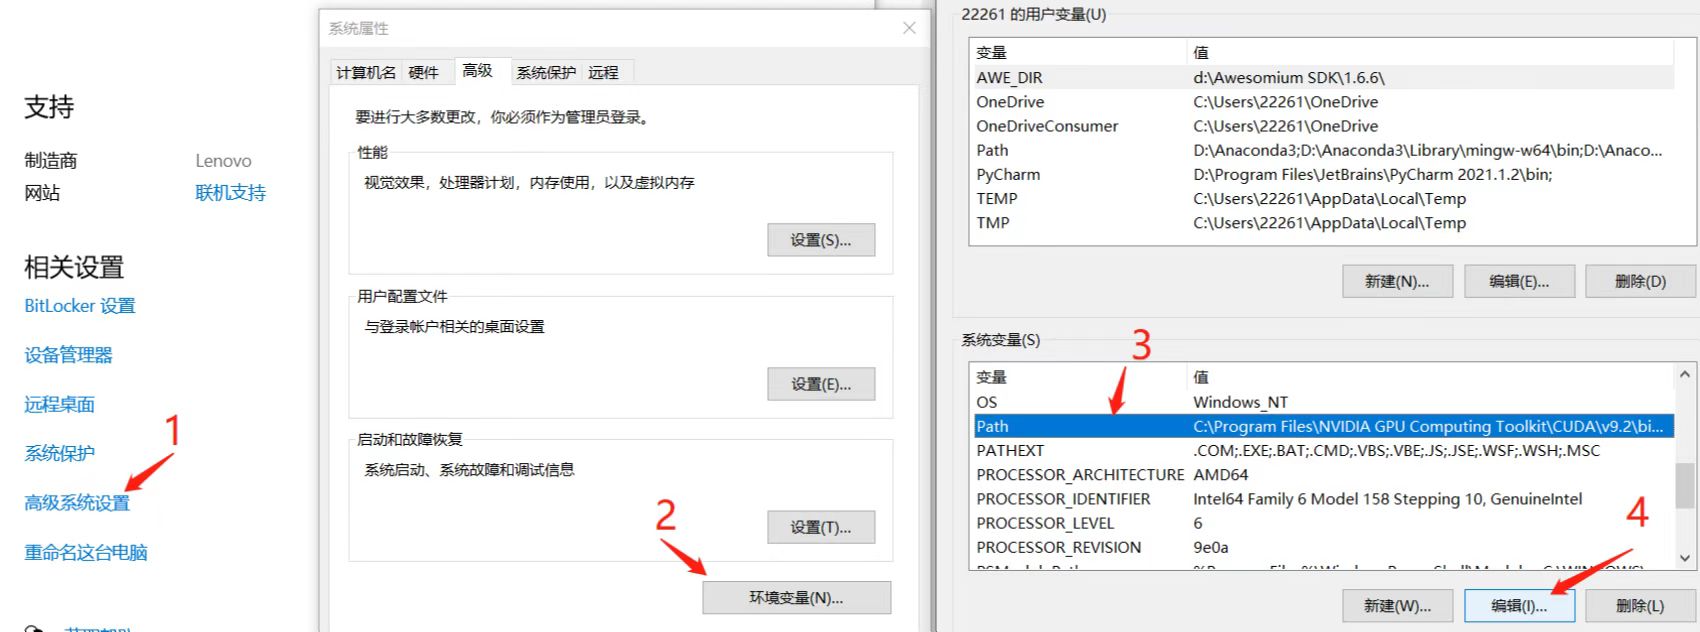 支持
制造商 Lenovo
网站 联机支持
相关设置
BitLocker 设置
设备管理器
远程桌面
系统保护
1
高级系统设置
重命名这台电脑
系统属性
计算机名 硬件 高级 系统保护 远程
要进行大多数更改，你必须作为管理员登录。
性能
视觉效果，处理器计划，内存使用，以及虚拟内存
设置(S)...
用户配置文件
与登录帐户相关的桌面设置
设置(E)...
启动和故障恢复
系统启动、系统故障和调试信息
设置(T)...
2
环境变量(N)...
22261 的用户变量(U)
变量 值
AWE_DIR d:\Awesomium SDK\1.6.6\
OneDrive C:\Users\22261\OneDrive
OneDriveConsumer C:\Users\22261\OneDrive
Path D:\Anaconda3;D:\Anaconda3\Library\mingw-w64\bin;D:\Anaco...
PyCharm D:\Program Files\JetBrains\PyCharm 2021.1.2\bin;
TEMP C:\Users\22261\AppData\Local\Temp
TMP C:\Users\22261\AppData\Local\Temp
新建(N)... 编辑(E)... 删除(D)
系统变量(S)
3
变量 值
OS Windows_NT
Path C:\Program Files\NVIDIA GPU Computing Toolkit\CUDA\v9.2\bi...
PATHEXT .COM;.EXE;.BAT;.CMD;.VBS;.VBE;.JS;.JSE;.WSF;.WSH;.MSC
PROCESSOR_ARCHITECTURE AMD64
PROCESSOR_IDENTIFIER Intel64 Family 6 Model 158 Stepping 10, GenuineIntel
PROCESSOR_LEVEL 6
PROCESSOR_REVISION 9e0a
4
新建(W)... 编辑(I)... 删除(L)